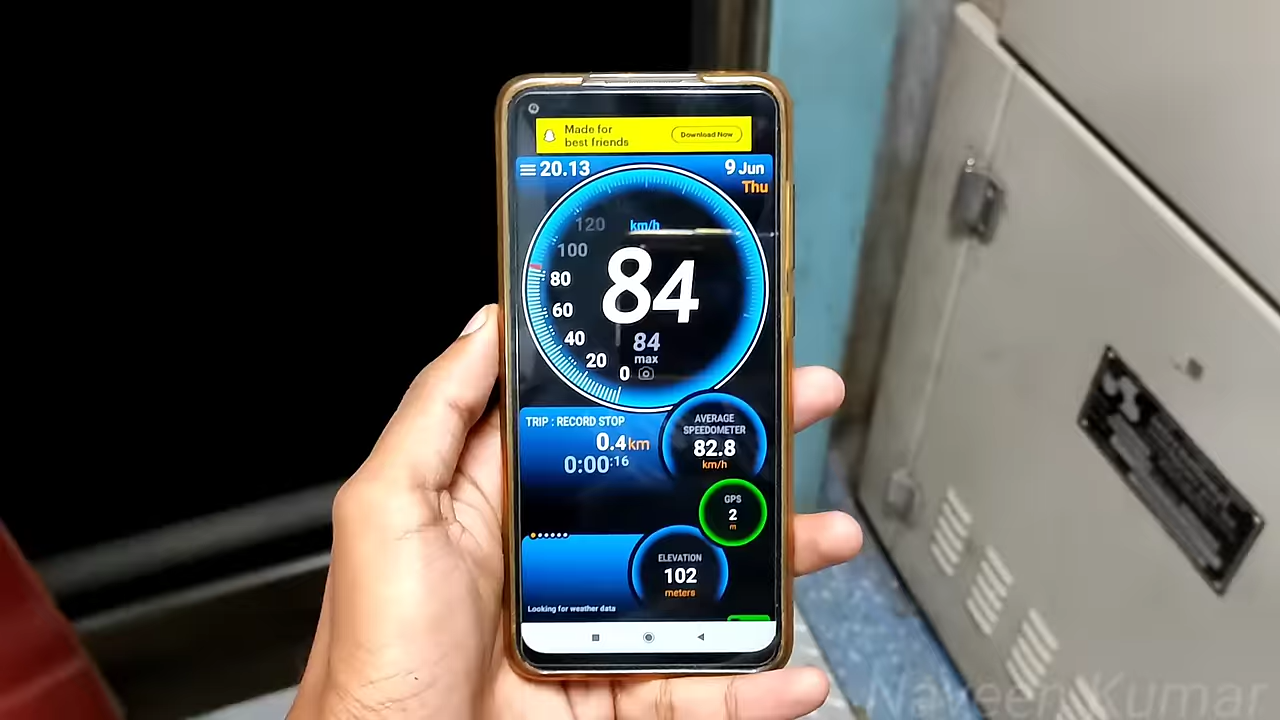 Made for
best friends
Download Now
20.13
9 Jun
Thu
120
km/h
100
80
84
60
40
84
20
max
0
TRIP : RECORD STOP
0.4km
0:00:16
AVERAGE
SPEEDOMETER
82.8
km/h
GPS
2
m
ELEVATION
102
meters
Looking for weather data
Naveen Kumar